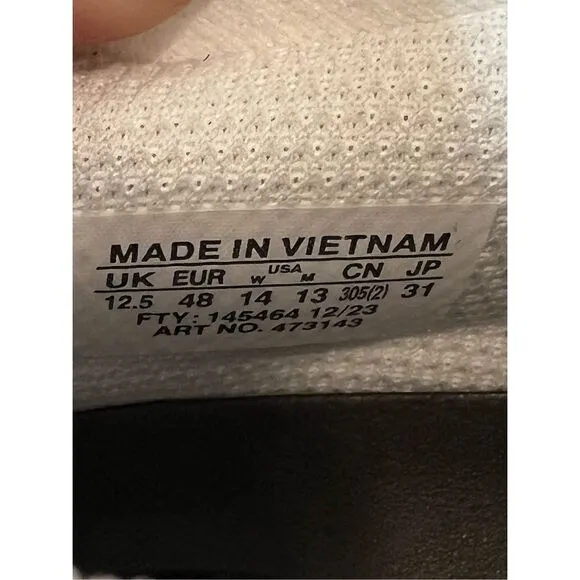 MADE IN VIETNAM
UK EUR W USA M CN JP
12.5 48 14 13 305(2) 31
FTY: 145464 12/23
ART NO. 473143